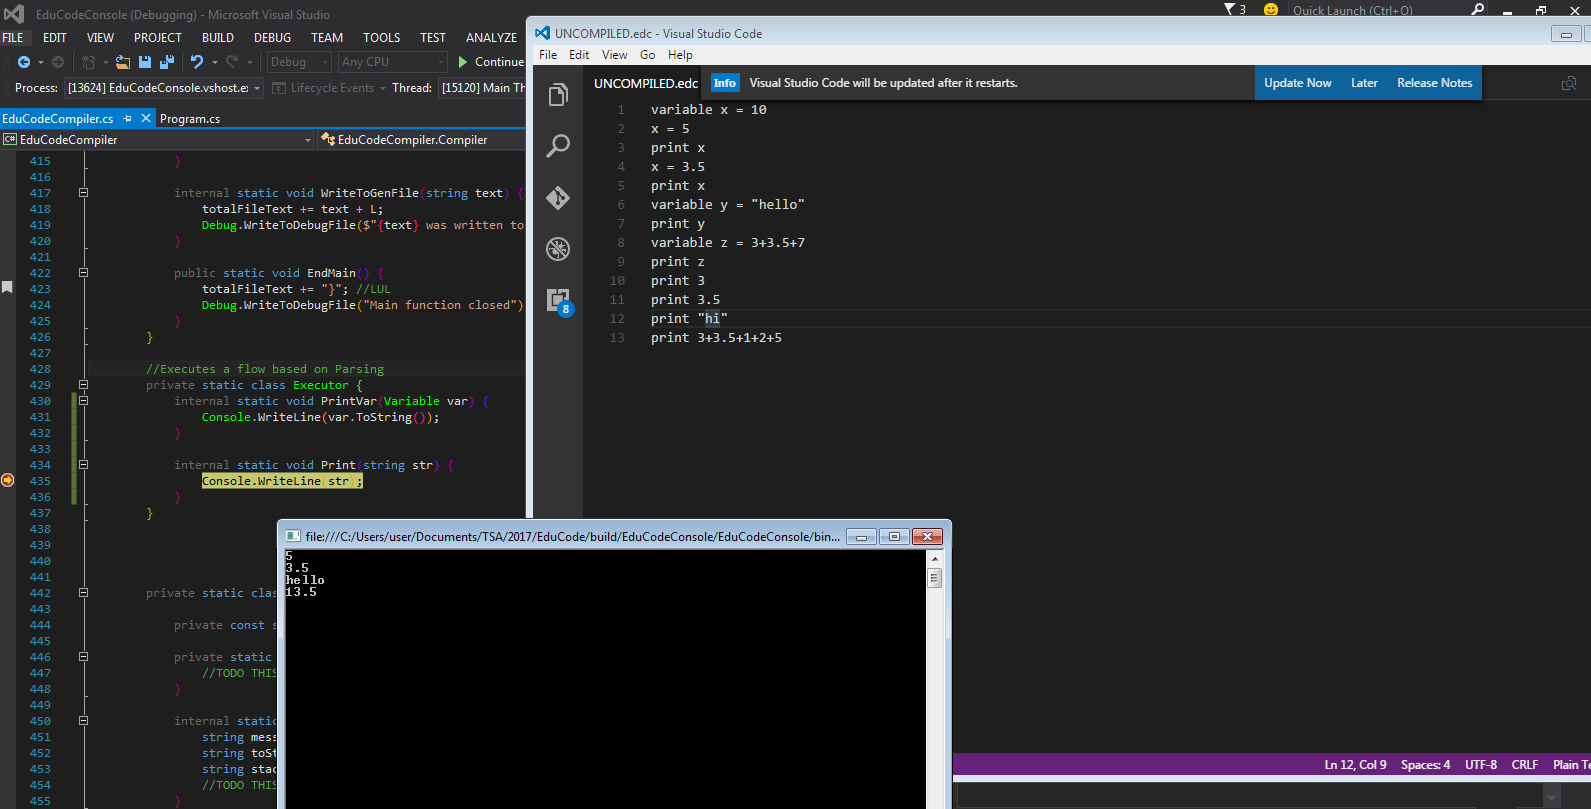 EduCodeConsole (Debugging) - Microsoft Visual Studio
3
Quick Launch (Ctrl+Q)
FILE EDIT VIEW PROJECT BUILD DEBUG TEAM TOOLS TEST ANALYZE
Debug Any CPU Continue
Process: [13624] EduCodeConsole.vshost.ex Lifecycle Events Thread: [15120] Main Th
EduCodeCompiler.cs Program.cs
C# EduCodeCompiler EduCodeCompiler.Compiler
415 }
416
417 internal static void WriteToGenFile(string text) {
418 totalFileText += text + L;
419 Debug.WriteToDebugFile($"{text} was written to
420 }
421
422 public static void EndMain() {
423 totalFileText += "}"; //LUL
424 Debug.WriteToDebugFile("Main function closed")
425 }
426 }
427
428 //Executes a flow based on Parsing
429 private static class Executor {
430 internal static void PrintVar(Variable var) {
431 Console.WriteLine(var.ToString());
432 }
433
434 internal static void Print(string str) {
435 Console.WriteLine(str);
436 }
437 }
438
439
440
441
442 private static clas
443
444 private const s
445
446 private static
447 //TODO THIS
448 }
449
450 internal static
451 string mess
452 string toSt
453 string stac
454 //TODO THIS
455 }
UNCOMPILED.edc - Visual Studio Code
File Edit View Go Help
UNCOMPILED.edc
Info Visual Studio Code will be updated after it restarts. Update Now Later Release Notes
8
1 variable x = 10
2 x = 5
3 print x
4 x = 3.5
5 print x
6 variable y = "hello"
7 print y
8 variable z = 3+3.5+7
9 print z
10 print 3
11 print 3.5
12 print "hi"
13 print 3+3.5+1+2+5
Ln 12, Col 9 Spaces: 4 UTF-8 CRLF Plain Te
file:///C:/Users/user/Documents/TSA/2017/EduCode/build/EduCodeConsole/EduCodeConsole/bin...
5
3.5
hello
13.5